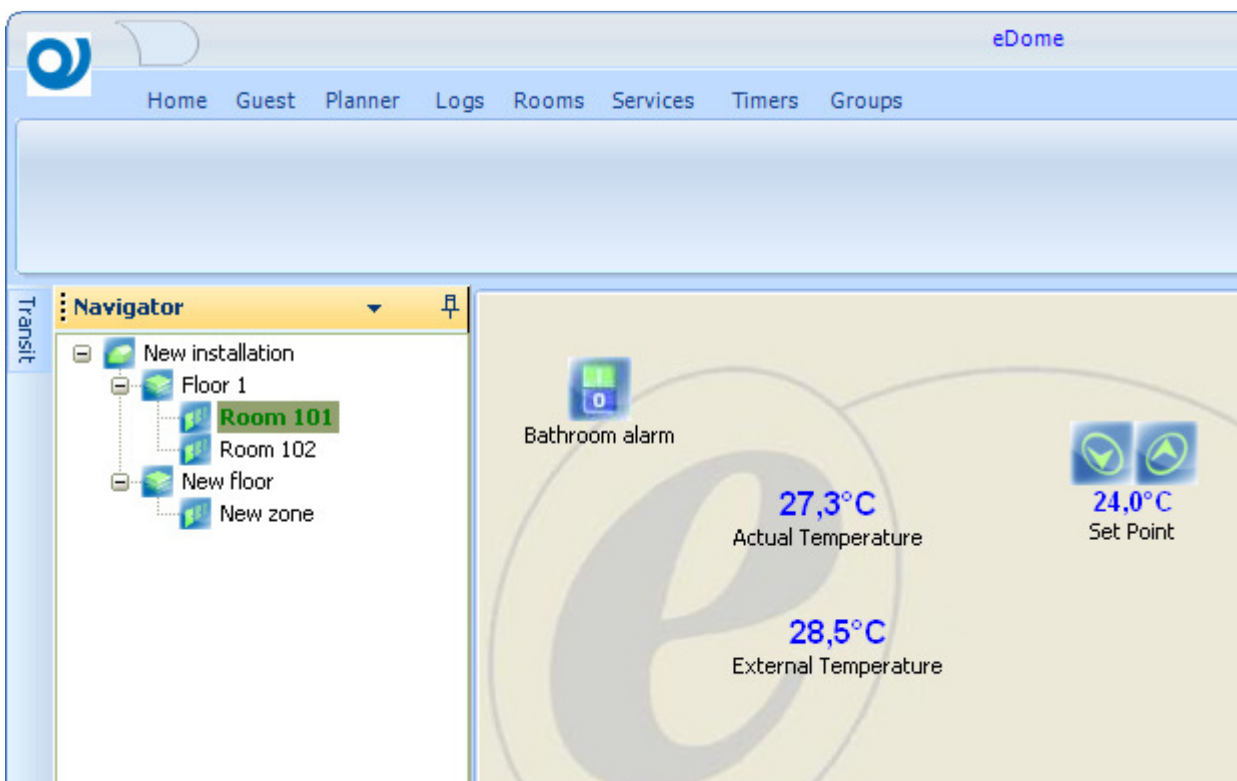 eDome
Home Guest Planner Logs Rooms Services Timers Groups
Transit
Navigator
New installation
Floor 1
Room 101
Room 102
New floor
New zone
Bathroom alarm
27,3°C
Actual Temperature
24,0°C
Set Point
28,5°C
External Temperature